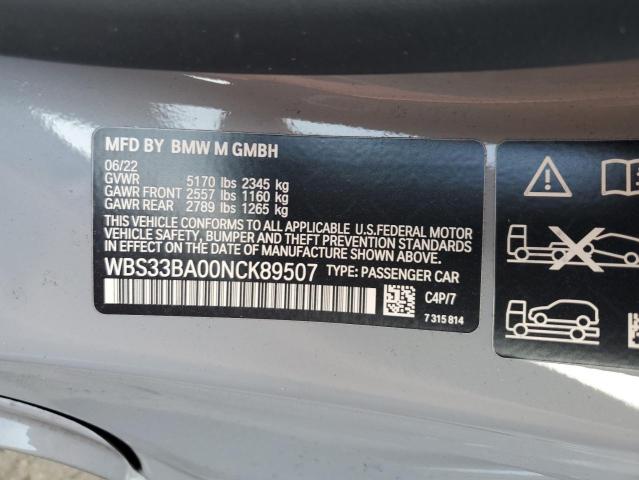 MFD BY BMW M GMBH
06/22
GVWR 5170 lbs 2345 kg
GAWR FRONT 2557 lbs 1160 kg
GAWR REAR 2789 lbs 1265 kg
THIS VEHICLE CONFORMS TO ALL APPLICABLE U.S.FEDERAL MOTOR
VEHICLE SAFETY, BUMPER AND THEFT PREVENTION STANDARDS
IN EFFECT ON THE DATE OF MANUFACTURE SHOWN ABOVE.
WBS33BA00NCK89507 TYPE: PASSENGER CAR
C4P/7
7 315 814